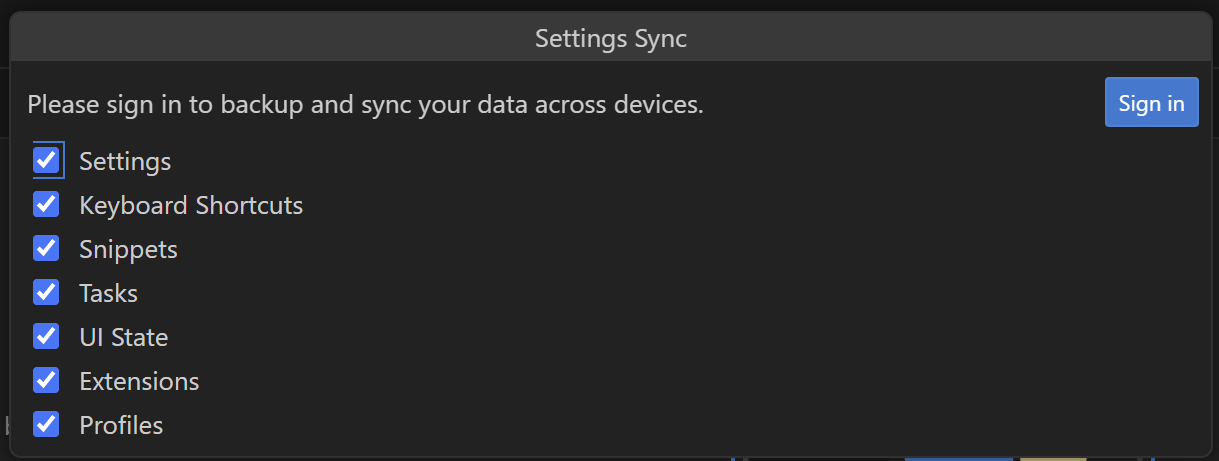 Settings Sync
Please sign in to backup and sync your data across devices.
Sign in
Settings
Keyboard Shortcuts
Snippets
Tasks
UI State
Extensions
Profiles